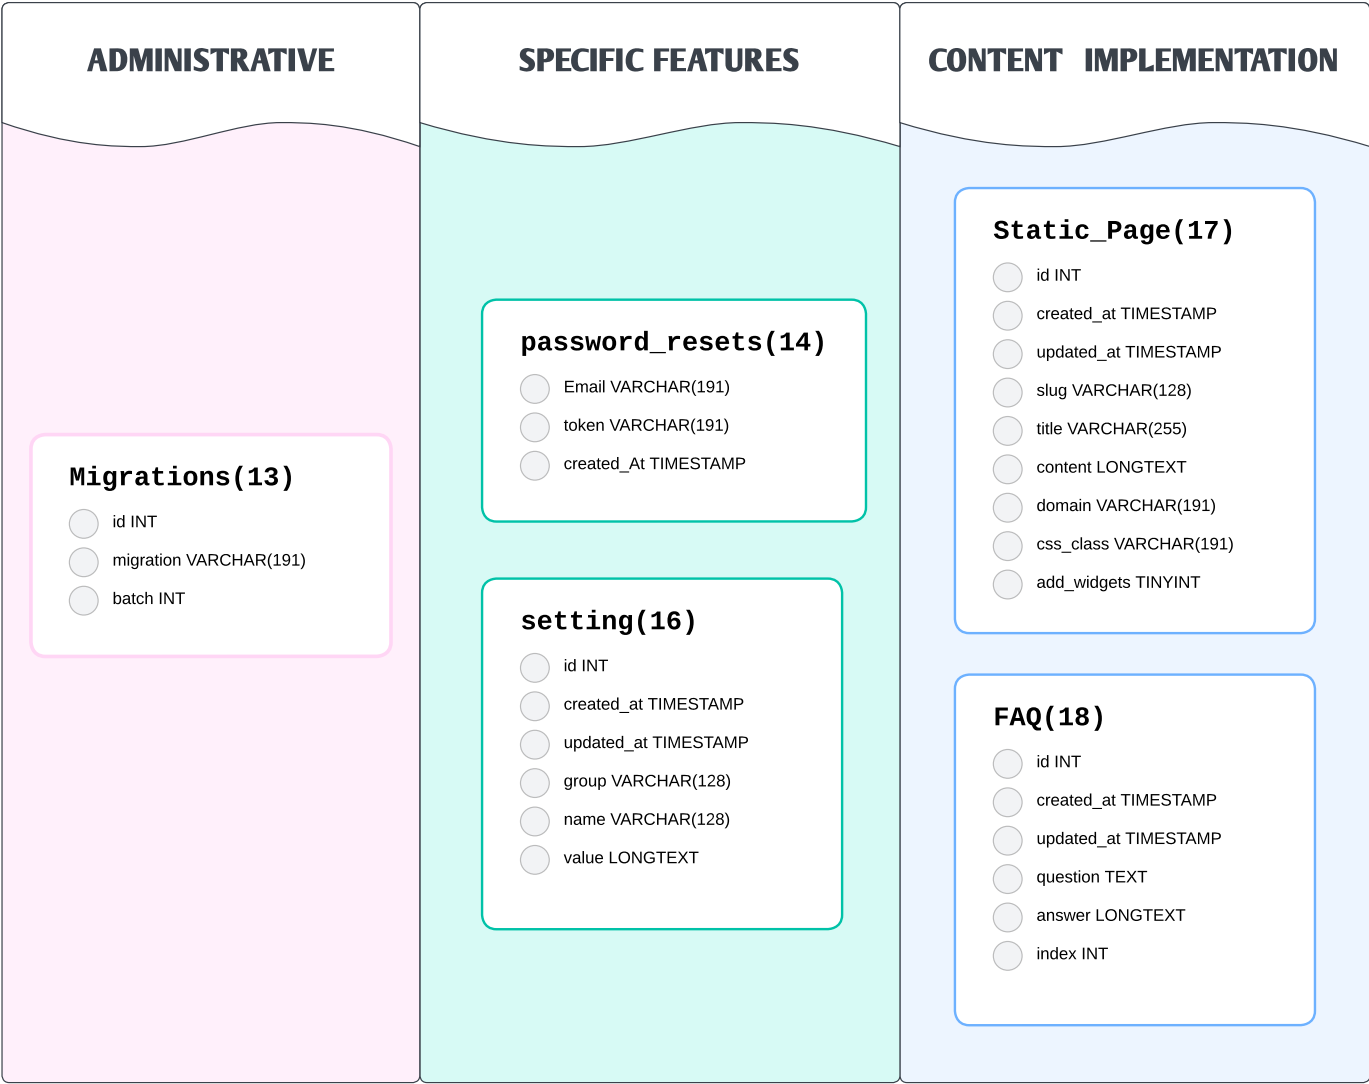 ADMINISTRATIVE
Migrations(13)
id INT
migration VARCHAR(191)
batch INT
SPECIFIC FEATURES
password_resets(14)
Email VARCHAR(191)
token VARCHAR(191)
created_At TIMESTAMP
setting(16)
id INT
created_at TIMESTAMP
updated_at TIMESTAMP
group VARCHAR(128)
name VARCHAR(128)
value LONGTEXT
CONTENT IMPLEMENTATION
Static_Page(17)
id INT
created_at TIMESTAMP
updated_at TIMESTAMP
slug VARCHAR(128)
title VARCHAR(255)
content LONGTEXT
domain VARCHAR(191)
css_class VARCHAR(191)
add_widgets TINYINT
FAQ(18)
id INT
created_at TIMESTAMP
updated_at TIMESTAMP
question TEXT
answer LONGTEXT
index INT